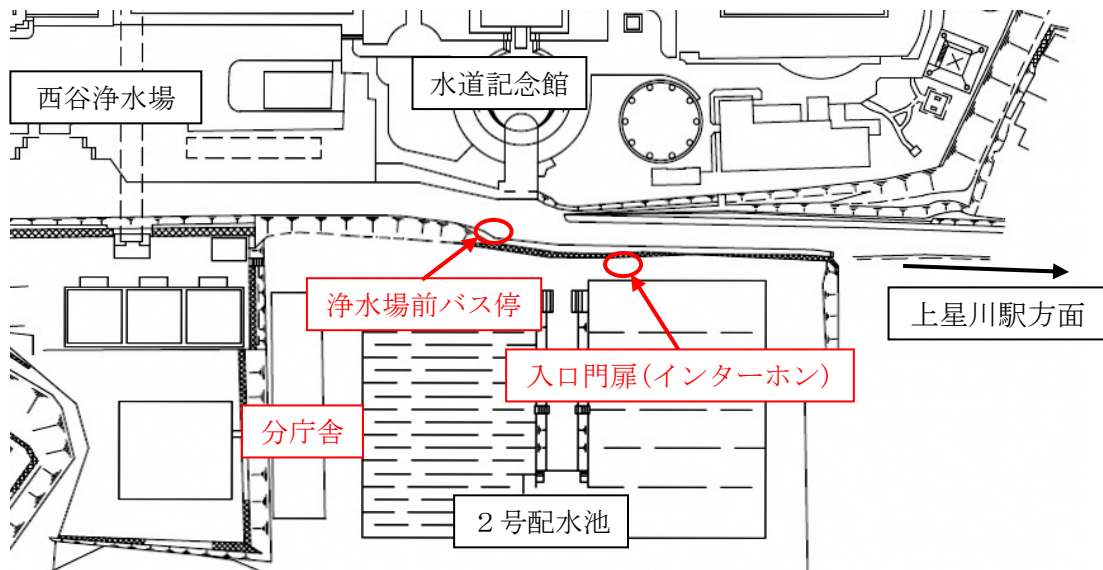 西谷浄水場
水道記念館
浄水場前バス停
上星川駅方面
入口門扉(インターホン)
分庁舎
２号配水池